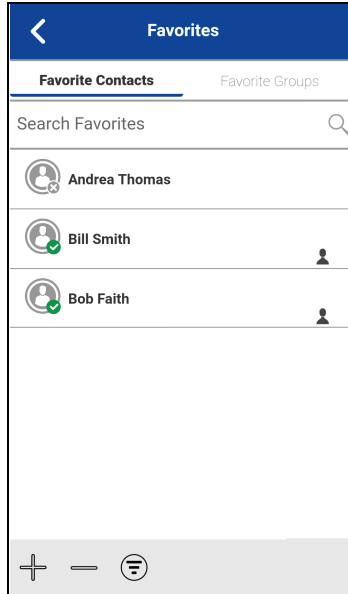 Favorites
Favorite Contacts Favorite Groups
Search Favorites
Andrea Thomas
Bill Smith
Bob Faith